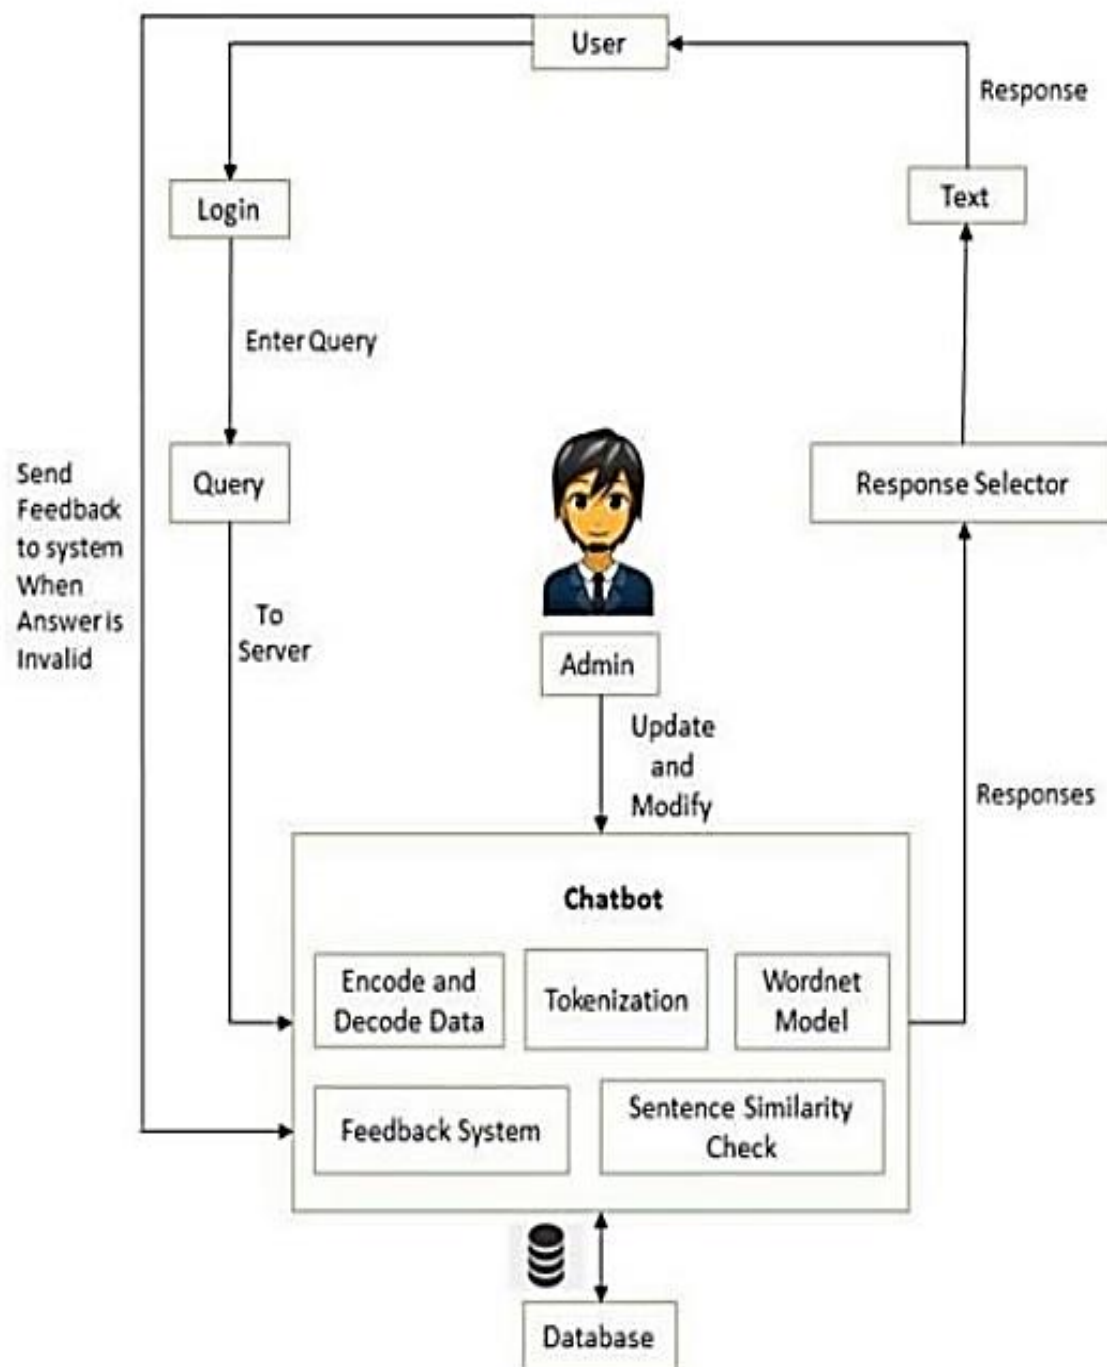 User
Response
Text
Login
Enter Query
Query
Response Selector
Send
Feedback
to system
When
Answer is
Invalid
To
Server
Admin
Update
and
Modify
Responses
Chatbot
Encode and
Decode Data
Tokenization
Wordnet
Model
Feedback System
Sentence Similarity
Check
Database